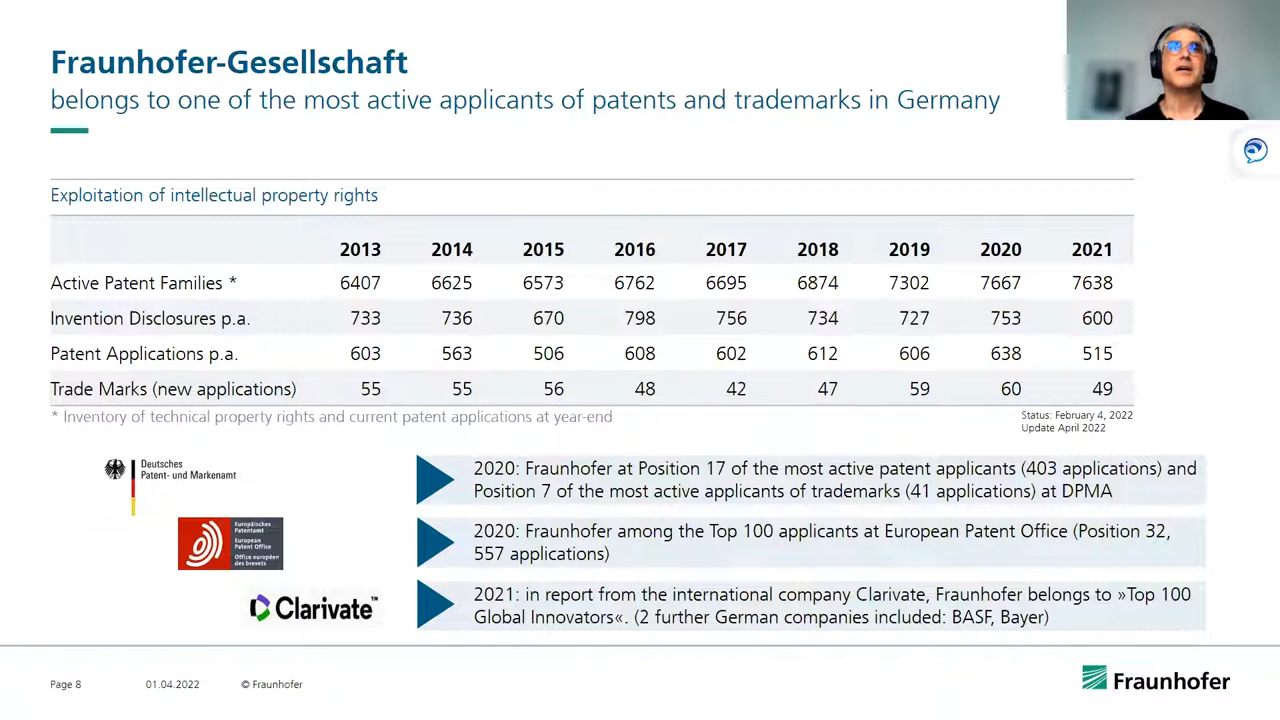 Fraunhofer-Gesellschaft
belongs to one of the most active applicants of patents and trademarks in Germany
Exploitation of intellectual property rights
2013 2014 2015 2016 2017 2018 2019 2020 2021
Active Patent Families * 6407 6625 6573 6762 6695 6874 7302 7667 7638
Invention Disclosures p.a. 733 736 670 798 756 734 727 753 600
Patent Applications p.a. 603 563 506 608 602 612 606 638 515
Trade Marks (new applications) 55 55 56 48 42 47 59 60 49
* Inventory of technical property rights and current patent applications at year-end
Status: February 4, 2022
Update April 2022
Deutsches
Patent- und Markenamt
2020: Fraunhofer at Position 17 of the most active patent applicants (403 applications) and
Position 7 of the most active applicants of trademarks (41 applications) at DPMA
Europäisches
Patentamt
European
Patent Office
Office européen
des brevets
2020: Fraunhofer among the Top 100 applicants at European Patent Office (Position 32,
557 applications)
Clarivate™
2021: in report from the international company Clarivate, Fraunhofer belongs to »Top 100
Global Innovators«. (2 further German companies included: BASF, Bayer)
Page 8
01.04.2022
© Fraunhofer
Fraunhofer